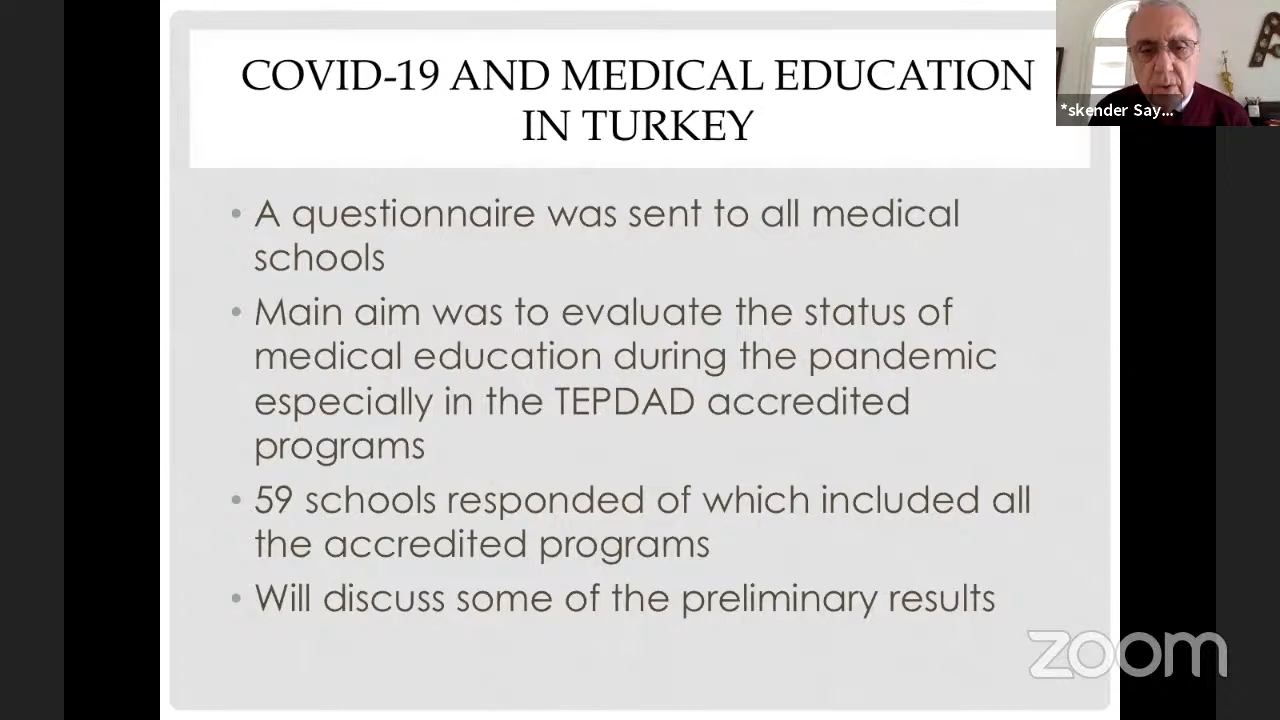 COVID-19 AND MEDICAL EDUCATION
IN TURKEY
*skender Say...
• A questionnaire was sent to all medical
schools
• Main aim was to evaluate the status of
medical education during the pandemic
especially in the TEPDAD accredited
programs
• 59 schools responded of which included all
the accredited programs
• Will discuss some of the preliminary results
zoom